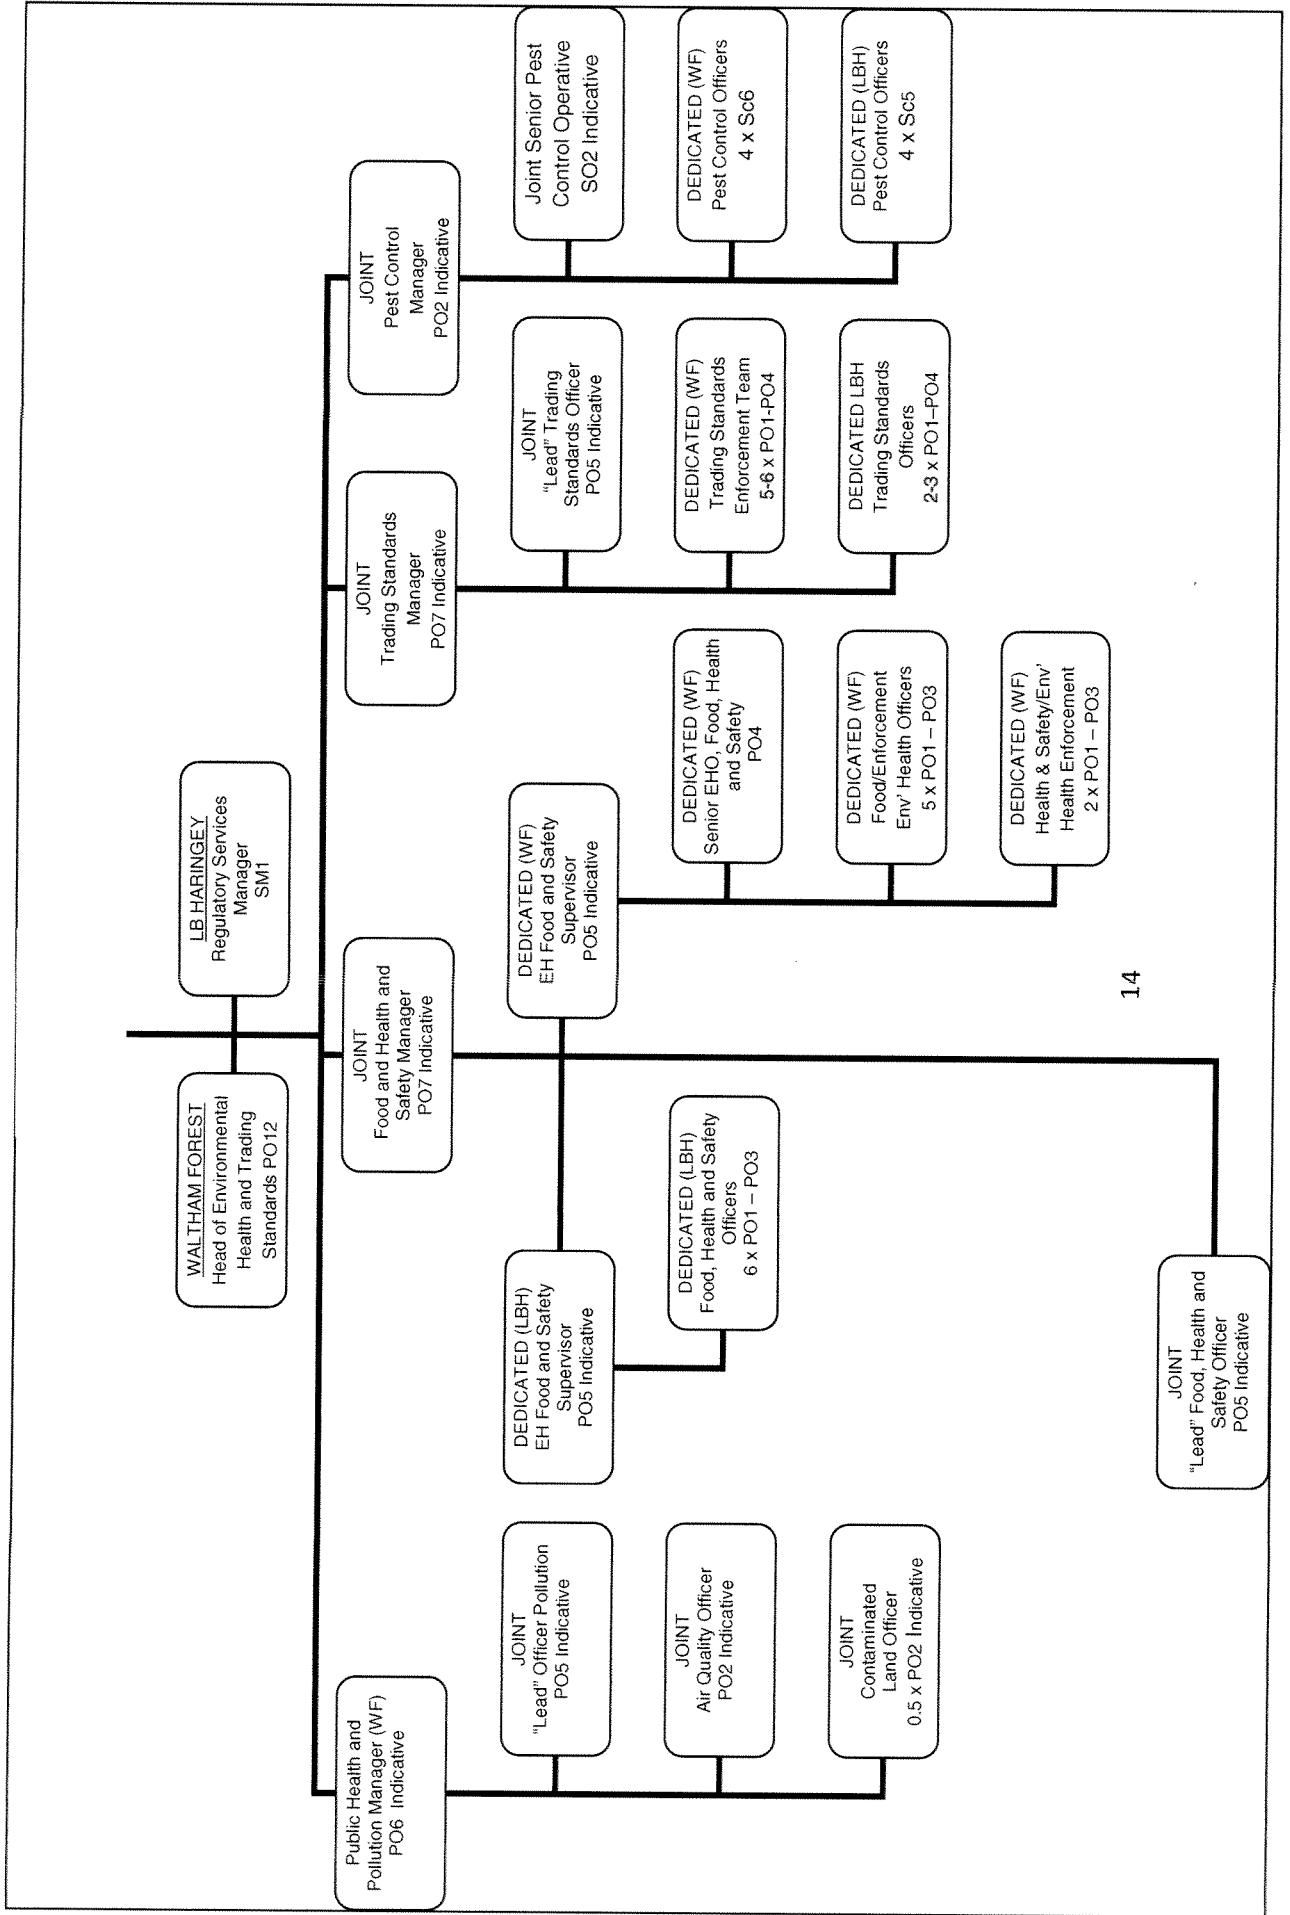 WALTHAM FOREST
Head of Environmental
Health and Trading
Standards PO12
LB HARINGEY
Regulatory Services
Manager
SM1
Public Health and
Pollution Manager (WF)
PO6 Indicative
JOINT
Food and Health and
Safety Manager
PO7 Indicative
JOINT
Trading Standards
Manager
PO7 Indicative
JOINT
Pest Control
Manager
PO2 Indicative
JOINT
"Lead" Officer Pollution
PO5 Indicative
JOINT
Air Quality Officer
PO2 Indicative
JOINT
Contaminated
Land Officer
0.5 x PO2 Indicative
DEDICATED (LBH)
EH Food and Safety
Supervisor
PO5 Indicative
DEDICATED (LBH)
Food, Health and Safety
Officers
6 x PO1 – PO3
DEDICATED (WF)
EH Food and Safety
Supervisor
PO5 Indicative
DEDICATED (WF)
Senior EHO, Food, Health
and Safety
PO4
DEDICATED (WF)
Food/Enforcement
Env' Health Officers
5 x PO1 – PO3
DEDICATED (WF)
Health & Safety/Env'
Health Enforcement
2 x PO1 – PO3
JOINT
"Lead" Food, Health and
Safety Officer
PO5 Indicative
JOINT
"Lead" Trading
Standards Officer
PO5 Indicative
DEDICATED (WF)
Trading Standards
Enforcement Team
5-6 x PO1-PO4
DEDICATED LBH
Trading Standards
Officers
2-3 x PO1–PO4
Joint Senior Pest
Control Operative
SO2 Indicative
DEDICATED (WF)
Pest Control Officers
4 x Sc6
DEDICATED (LBH)
Pest Control Officers
4 x Sc5
14